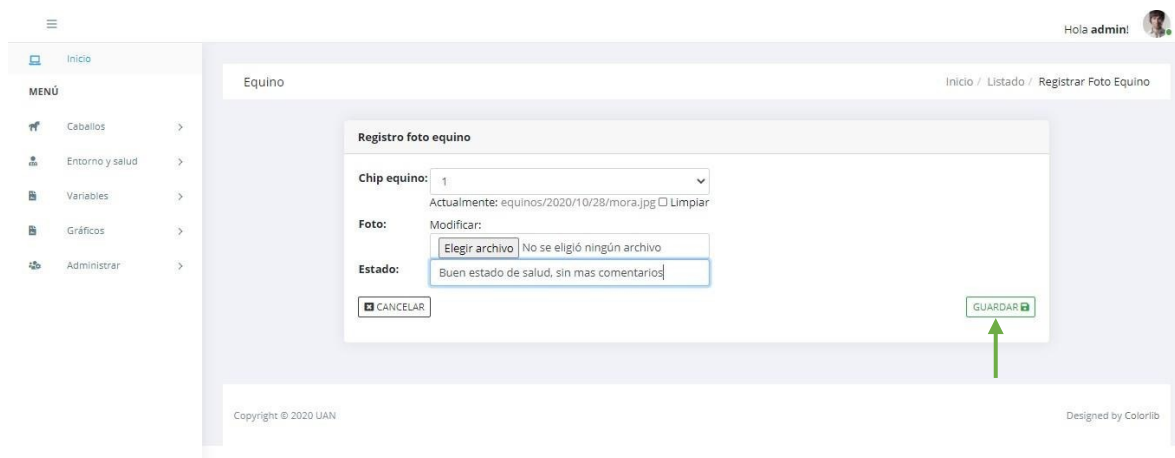 Hola admin!
Inicio
MENÚ
Caballos
Entorno y salud
Variables
Gráficos
Administrar
Equino
Inicio / Listado / Registrar Foto Equino
Registro foto equino
Chip equino: 1
Actualmente: equinos/2020/10/28/mora.jpg Limpiar
Foto: Modificar:
Elegir archivo No se eligió ningún archivo
Estado: Buen estado de salud, sin mas comentarios
CANCELAR
GUARDAR
Copyright © 2020 UAN
Designed by Colorlib